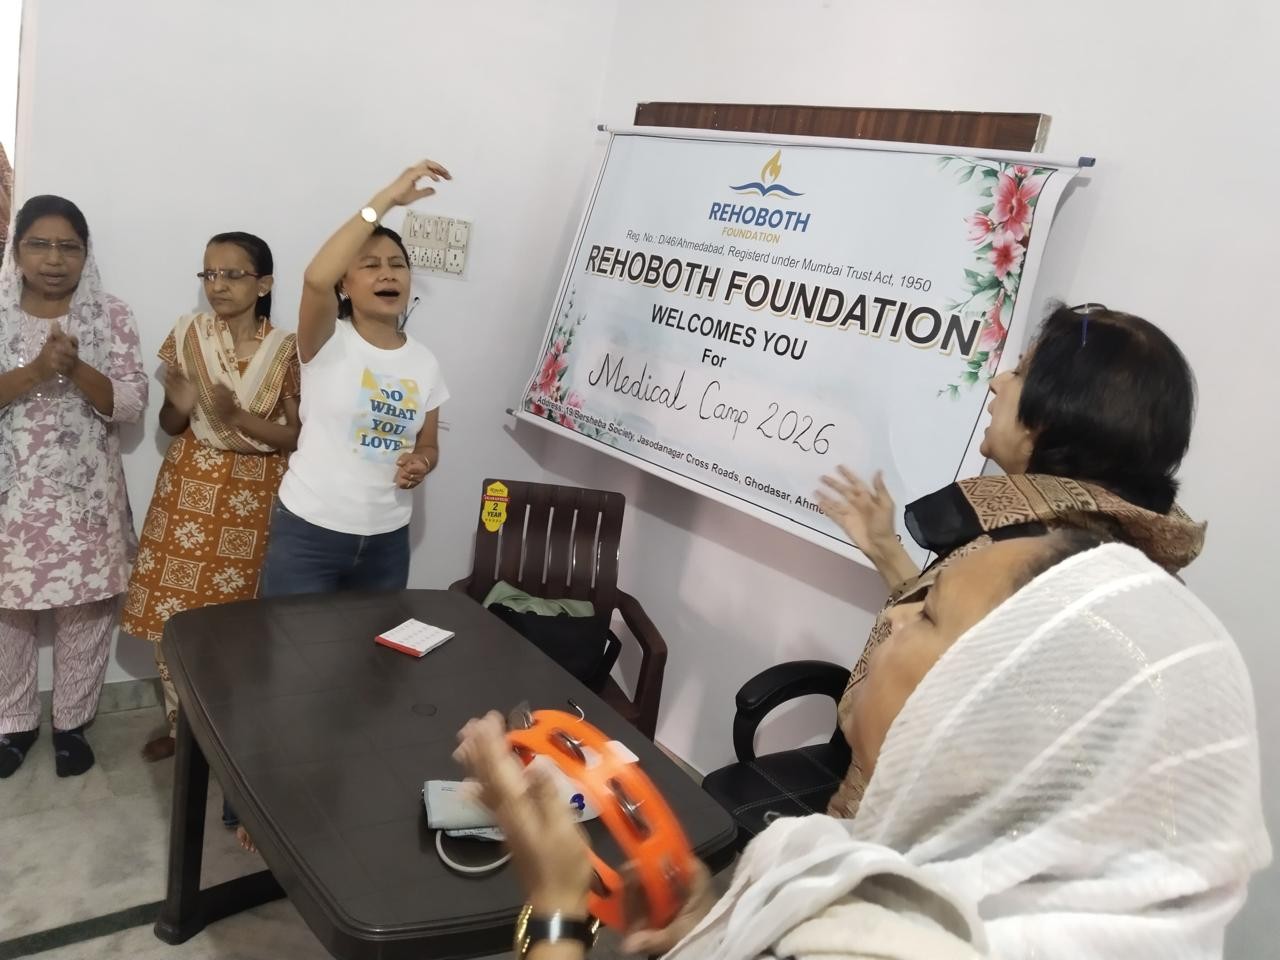 REHOBOTH
FOUNDATION
Reg. No.: D/46/Ahmedabad, Registerd under Mumbai Trust Act, 1950
REHOBOTH FOUNDATION
WELCOMES YOU
For
Medical Camp 2026
Address: 19/Bersheba Society, Jasodanagar Cross Roads, Ghodasar,
DO
WHAT
YOU
LOVE
2
YEAR